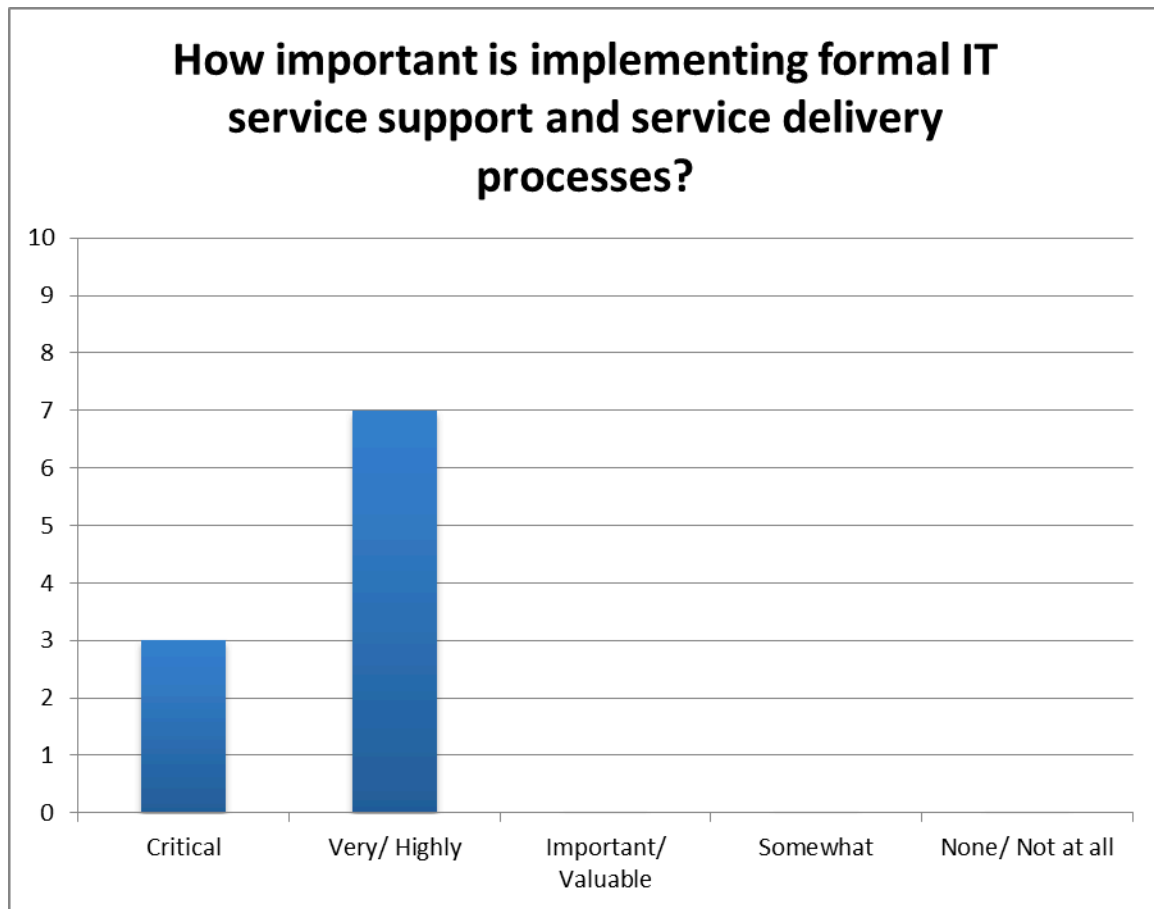 How important is implementing formal IT
service support and service delivery
processes?
10
9
8
7
6
5
4
3
2
1
0
Critical
Very/ Highly
Important/
Valuable
Somewhat
None/ Not at all